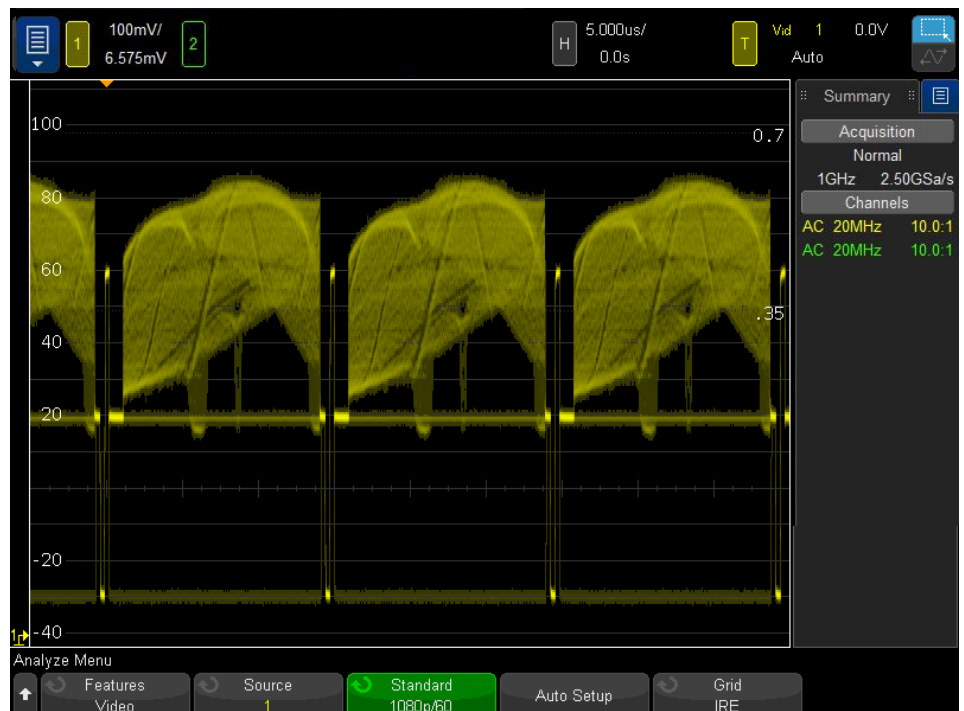 1 100mV/ 2 H 5.000us/ T Vid 1 0.0V
6.575mV 0.0s Auto
Summary
100
0.7
Acquisition
Normal
1GHz 2.50GSa/s
Channels
80
AC 20MHz 10.0:1
AC 20MHz 10.0:1
60
.35
40
20
-20
1 -40
Analyze Menu
Features Source Standard Auto Setup Grid
Video 1 1080p/60 IRE